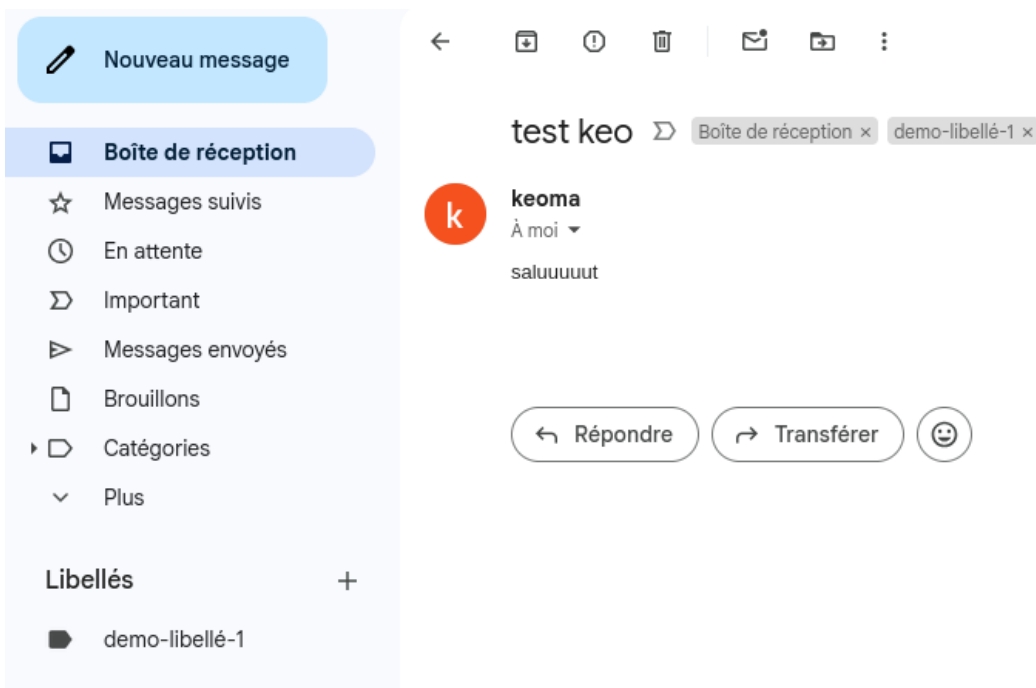 Nouveau message
Boîte de réception
Messages suivis
En attente
Important
Messages envoyés
Brouillons
Catégories
Plus
Libellés
demo-libellé-1
test keo Boîte de réception × demo-libellé-1 ×
k
keoma
À moi
saluuuuut
Répondre Transférer